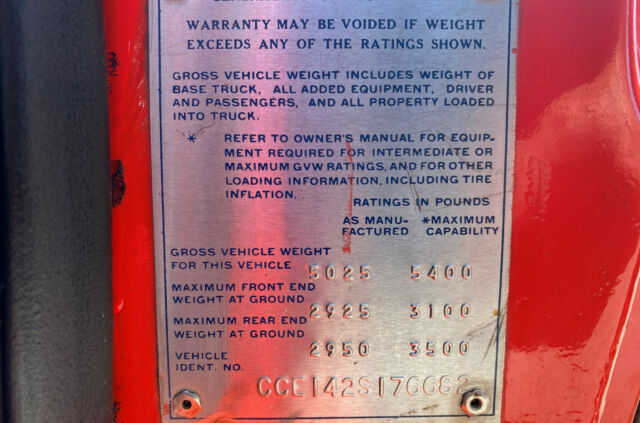 WARRANTY MAY BE VOIDED IF WEIGHT
EXCEEDS ANY OF THE RATINGS SHOWN.
GROSS VEHICLE WEIGHT INCLUDES WEIGHT OF
BASE TRUCK, ALL ADDED EQUIPMENT, DRIVER
AND PASSENGERS, AND ALL PROPERTY LOADED
INTO TRUCK.
* REFER TO OWNER'S MANUAL FOR EQUIP-
MENT REQUIRED FOR INTERMEDIATE OR
MAXIMUM GVW RATINGS, AND FOR OTHER
LOADING INFORMATION, INCLUDING TIRE
INFLATION.
RATINGS IN POUNDS
AS MANU- *MAXIMUM
FACTURED CAPABILITY
GROSS VEHICLE WEIGHT
FOR THIS VEHICLE 5025 5400
MAXIMUM FRONT END
WEIGHT AT GROUND 2925 3100
MAXIMUM REAR END
WEIGHT AT GROUND 2950 3500
VEHICLE
IDENT. NO. CCE142S176682